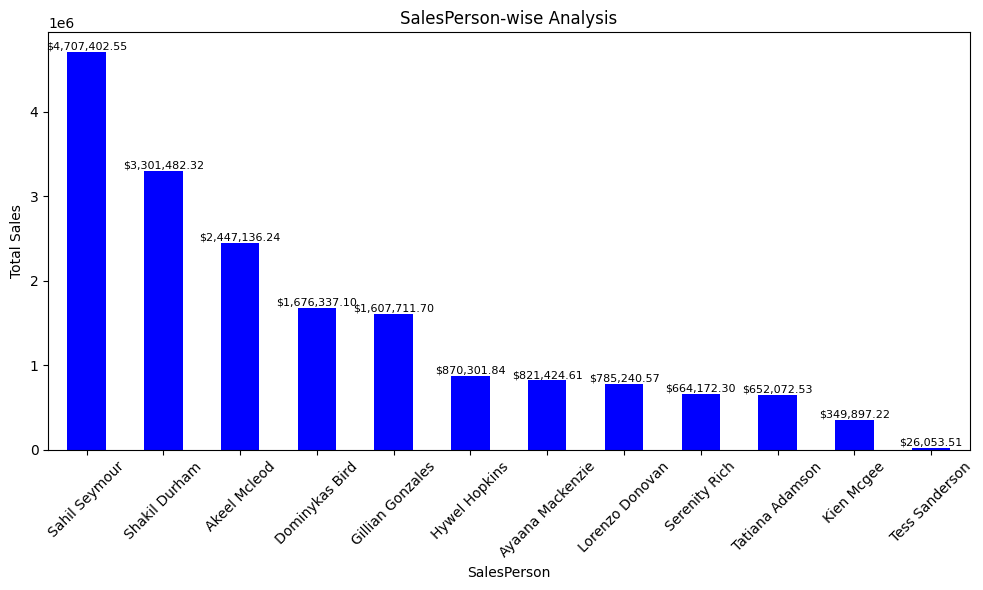 SalesPerson-wise Analysis
1e6
$4,707,402.55
$3,301,482.32
$2,447,136.24
$1,676,337.10
$1,607,711.70
$870,301.84
$821,424.61
$785,240.57
$664,172.30
$652,072.53
$349,897.22
$26,053.51
4
3
2
1
0
Total Sales
Sahil Seymour
Shakil Durham
Akeel Mcleod
Dominykas Bird
Gillian Gonzales
Hywel Hopkins
Ayaana Mackenzie
Lorenzo Donovan
Serenity Rich
Tatiana Adamson
Kien Mcgee
Tess Sanderson
SalesPerson